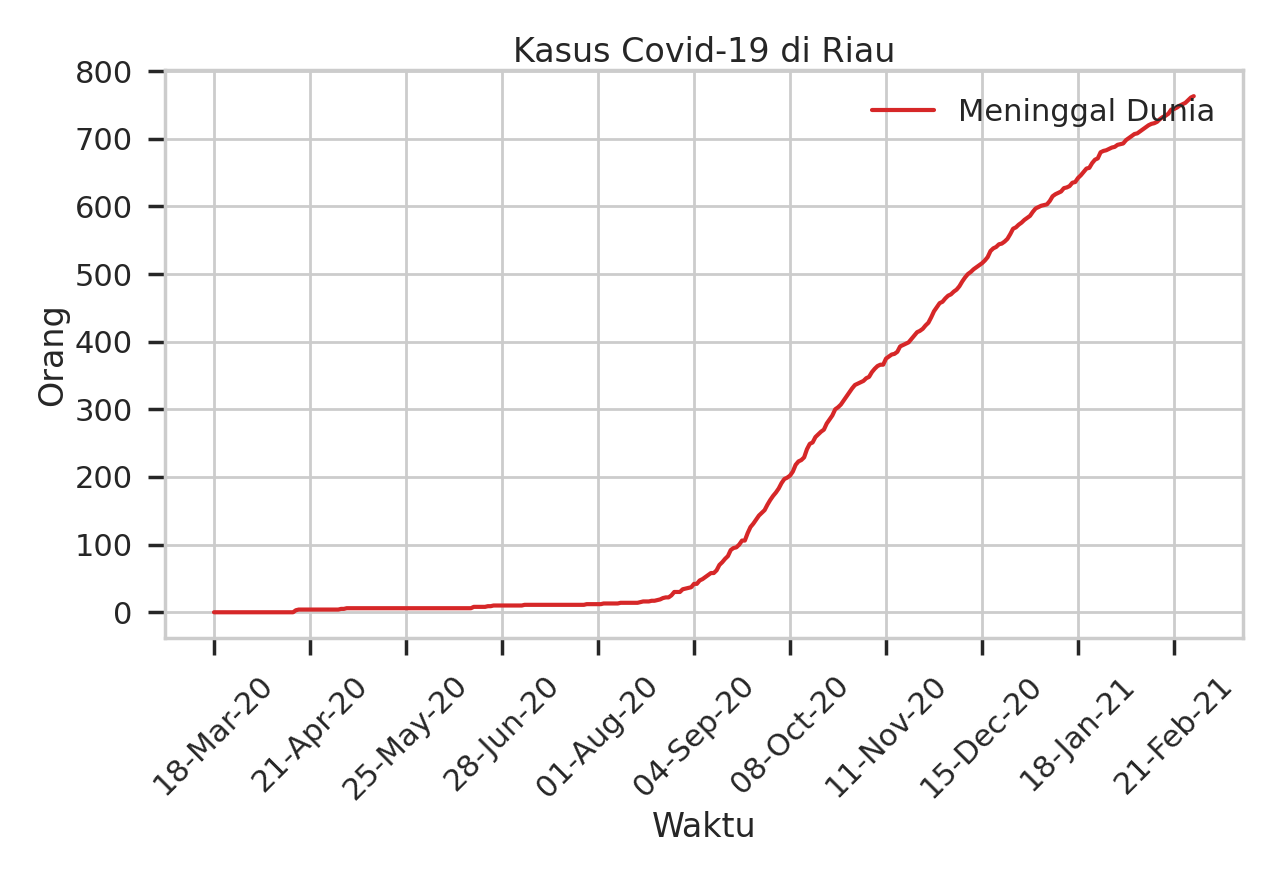 Kasus Covid-19 di Riau
Meninggal Dunia
Orang
800
700
600
500
400
300
200
100
0
18-Mar-20
21-Apr-20
25-May-20
28-Jun-20
01-Aug-20
04-Sep-20
08-Oct-20
11-Nov-20
15-Dec-20
18-Jan-21
21-Feb-21
Waktu